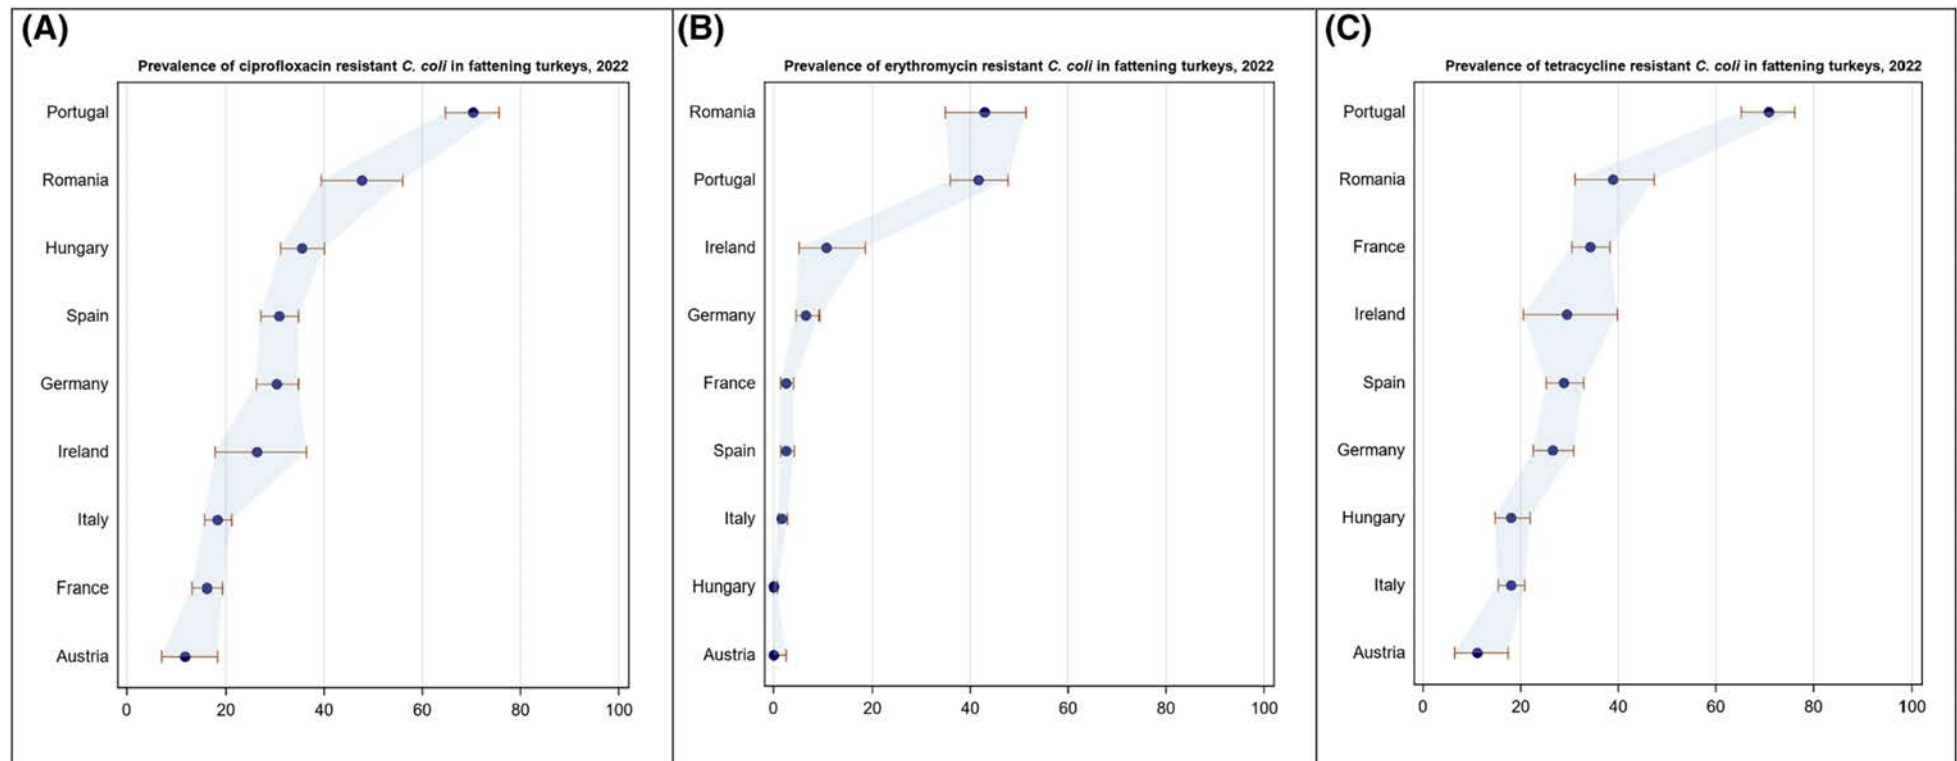 (A)
Prevalence of ciprofloxacin resistant C. coli in fattening turkeys, 2022
Portugal
Romania
Hungary
Spain
Germany
Ireland
Italy
France
Austria
0 20 40 60 80 100
(B)
Prevalence of erythromycin resistant C. coli in fattening turkeys, 2022
Romania
Portugal
Ireland
Germany
France
Spain
Italy
Hungary
Austria
0 20 40 60 80 100
(C)
Prevalence of tetracycline resistant C. coli in fattening turkeys, 2022
Portugal
Romania
France
Ireland
Spain
Germany
Hungary
Italy
Austria
0 20 40 60 80 100